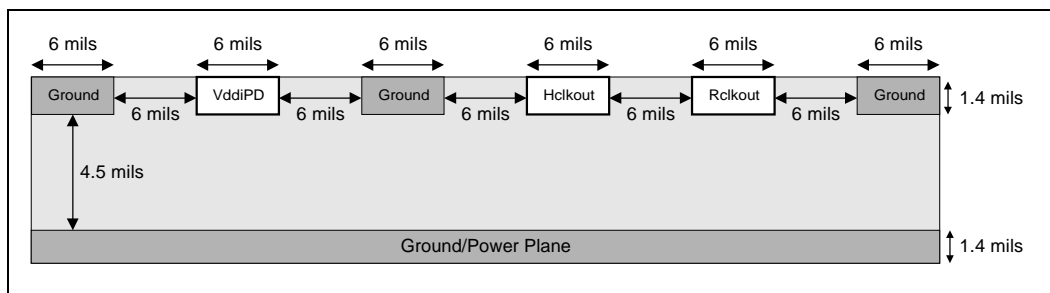 6 mils 6 mils 6 mils 6 mils 6 mils 6 mils
Ground VddiPD Ground Hclkout Rclkout Ground
1.4 mils
6 mils 6 mils 6 mils 6 mils 6 mils
4.5 mils
Ground/Power Plane
1.4 mils